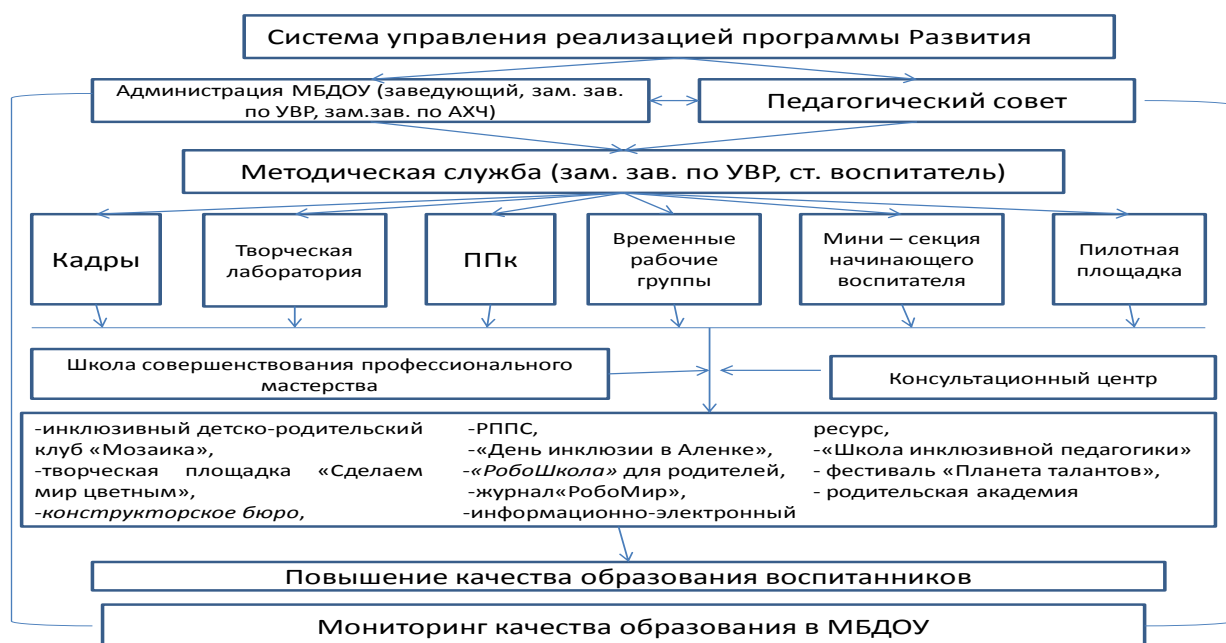 Система управления реализацией программы Развития
Администрация МБДОУ (заведующий, зам. зав.
по УВР, зам.зав. по АХЧ)
Педагогический совет
Методическая служба (зам. зав. по УВР, ст. воспитатель)
Кадры
Творческая
лаборатория
ППк
Временные
рабочие
группы
Мини – секция
начинающего
воспитателя
Пилотная
площадка
Школа совершенствования профессионального
мастерства
Консультационный центр
-инклюзивный детско-родительский
клуб «Мозаика»,
-творческая площадка «Сделаем
мир цветным»,
-конструкторское бюро,
-РППС,
-«День инклюзии в Аленке»,
-«РобоШкола» для родителей,
-журнал«РобоМир»,
-информационно-электронный
ресурс,
-«Школа инклюзивной педагогики»
- фестиваль «Планета талантов»,
- родительская академия
Повышение качества образования воспитанников
Мониторинг качества образования в МБДОУ